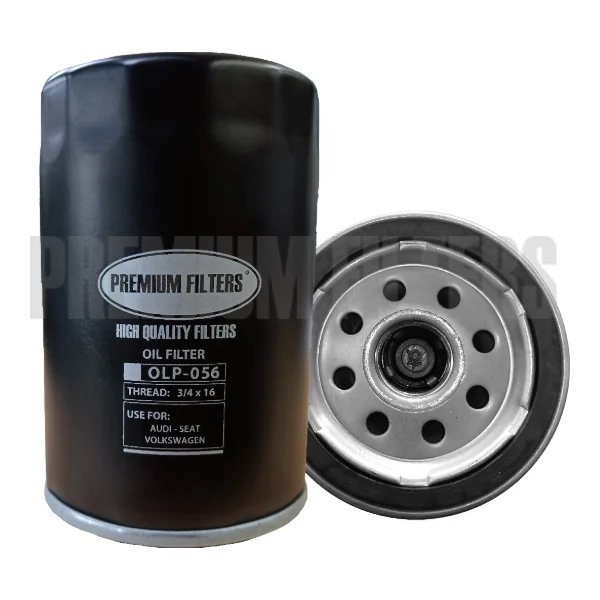 PREMIUM FILTERS
PREMIUM FILTERS®
HIGH QUALITY FILTERS
OIL FILTER
OLP-056
THREAD: 3/4 x 16
USE FOR:
AUDI - SEAT
VOLKSWAGEN